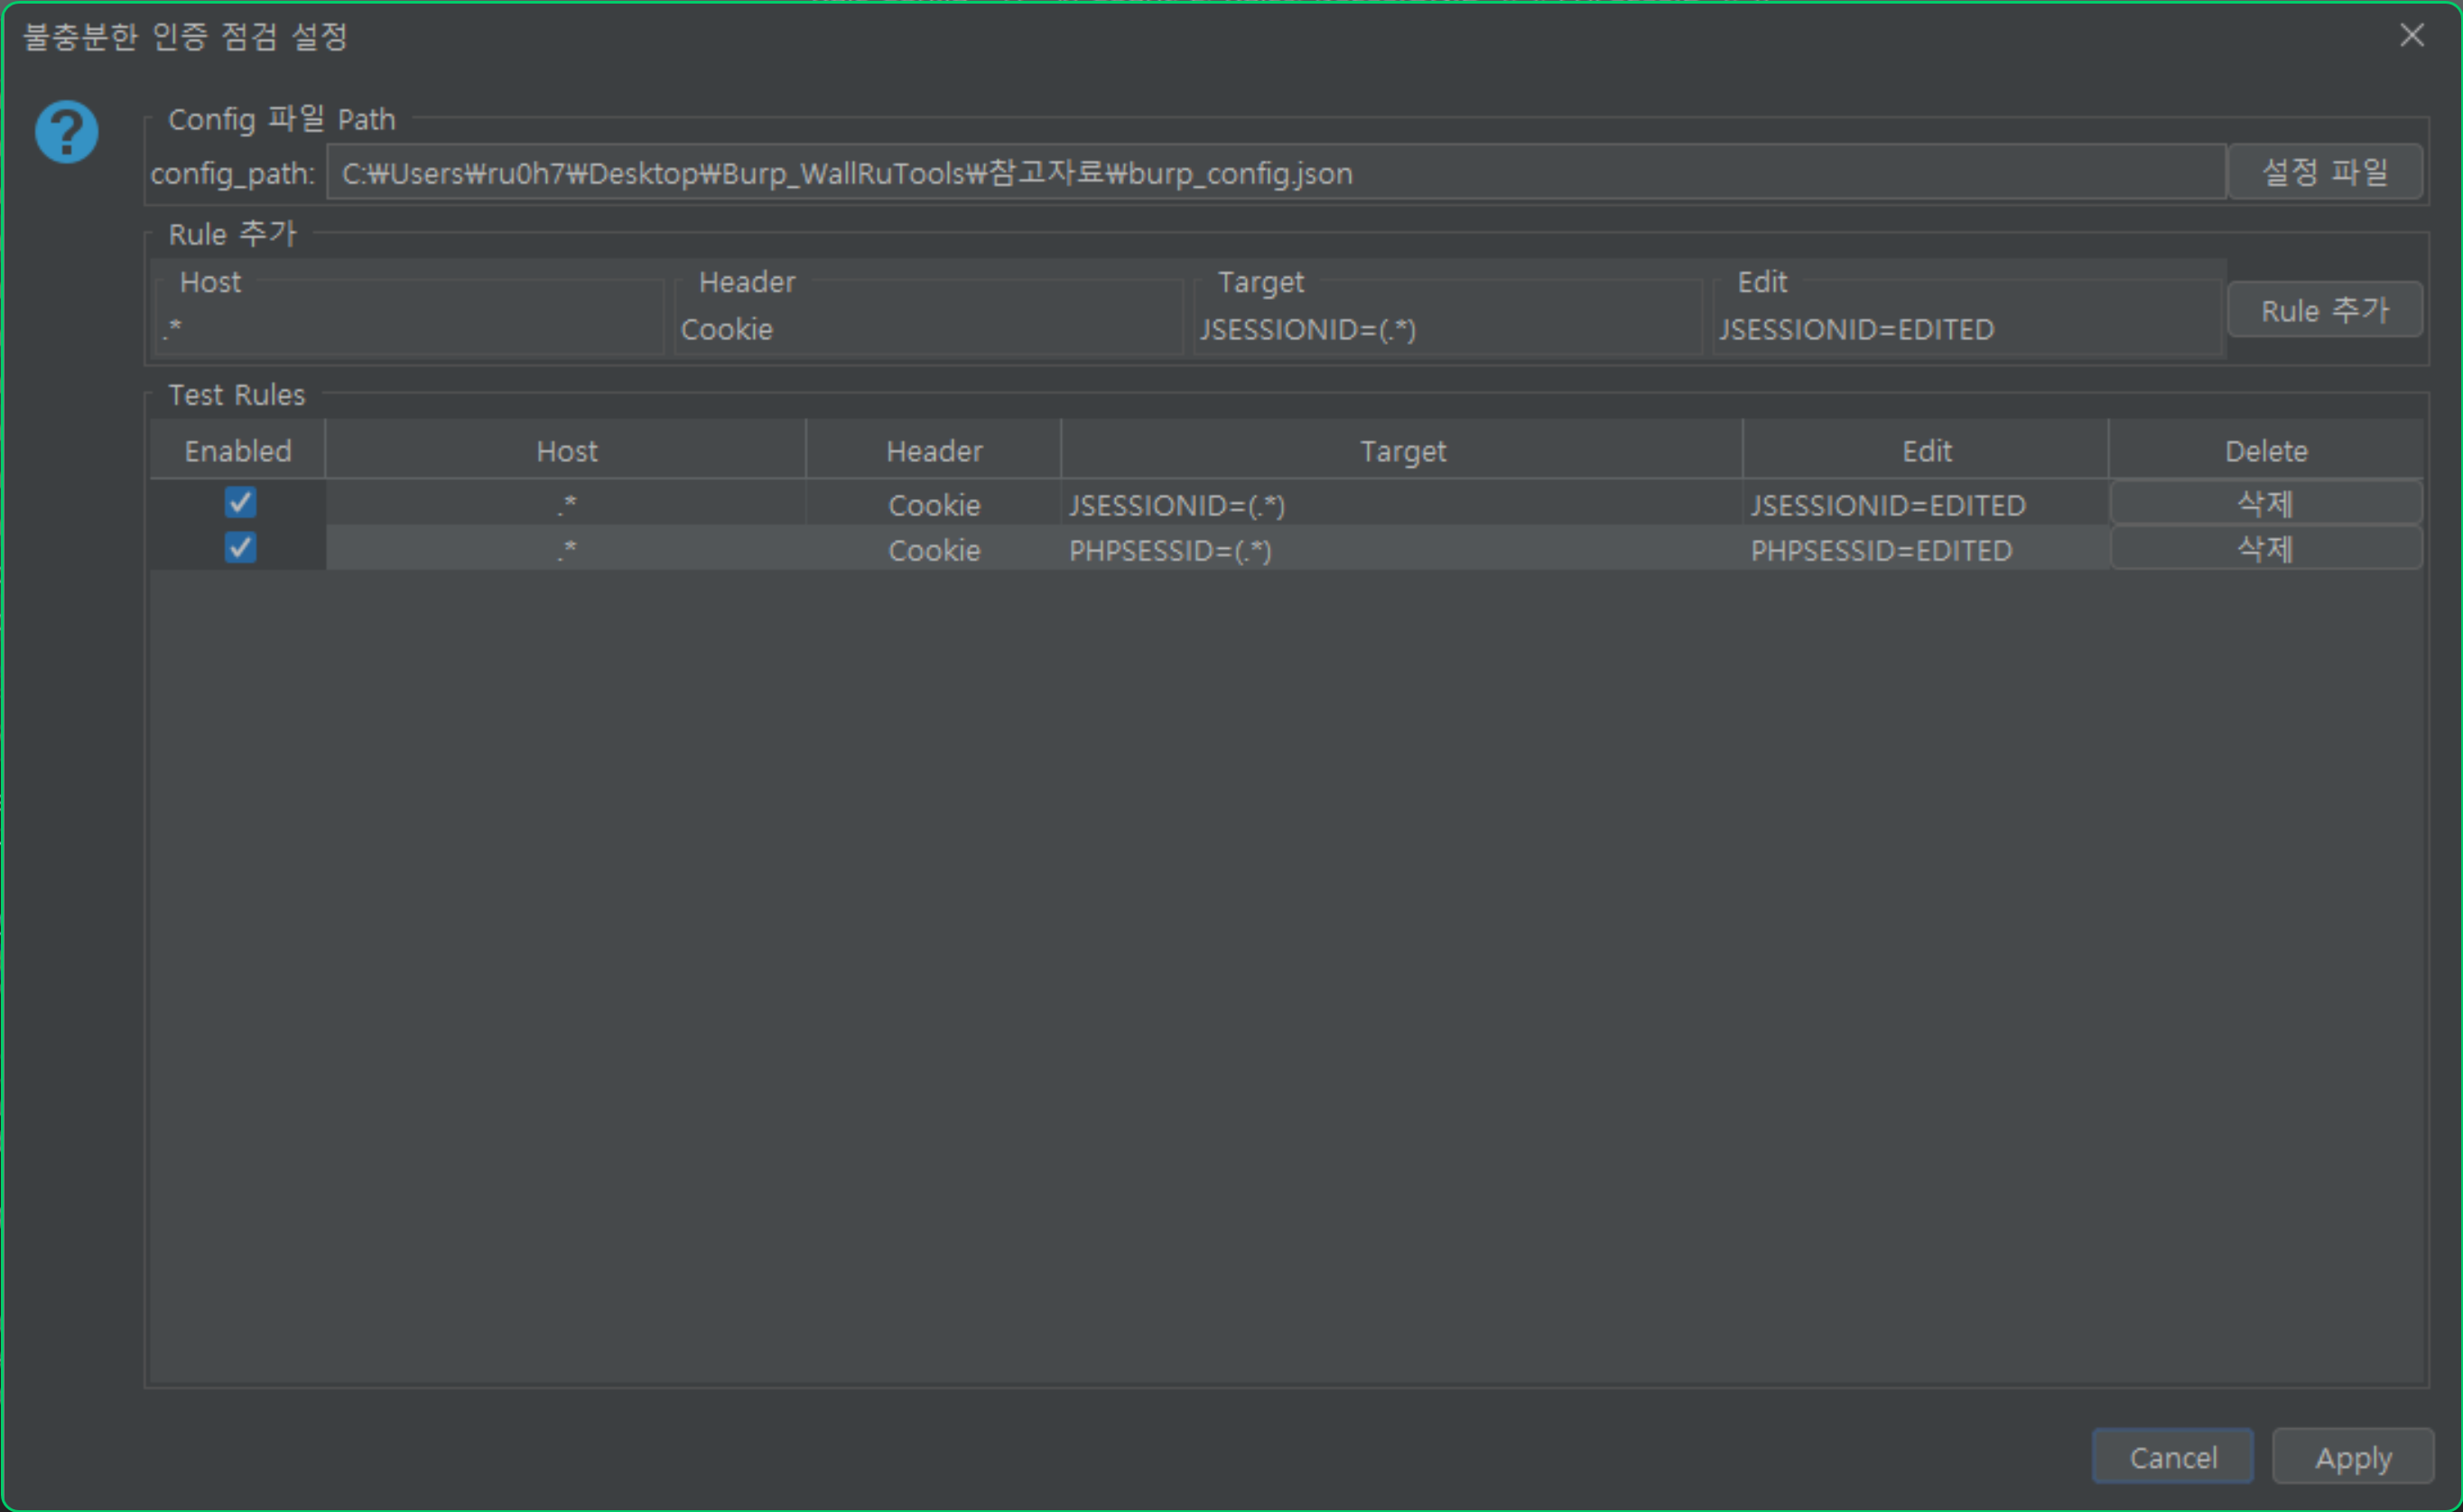 불충분한 인증 점검 설정
Config 파일 Path
config_path: C:₩Users₩ru0h7₩Desktop₩Burp_WallRuTools₩참고자료₩burp_config.json 설정 파일
Rule 추가
Host Header Target Edit
.* Cookie JSESSIONID=(.*) JSESSIONID=EDITED Rule 추가
Test Rules
Enabled Host Header Target Edit Delete
.* Cookie JSESSIONID=(.*) JSESSIONID=EDITED 삭제
.* Cookie PHPSESSID=(.*) PHPSESSID=EDITED 삭제
Cancel Apply